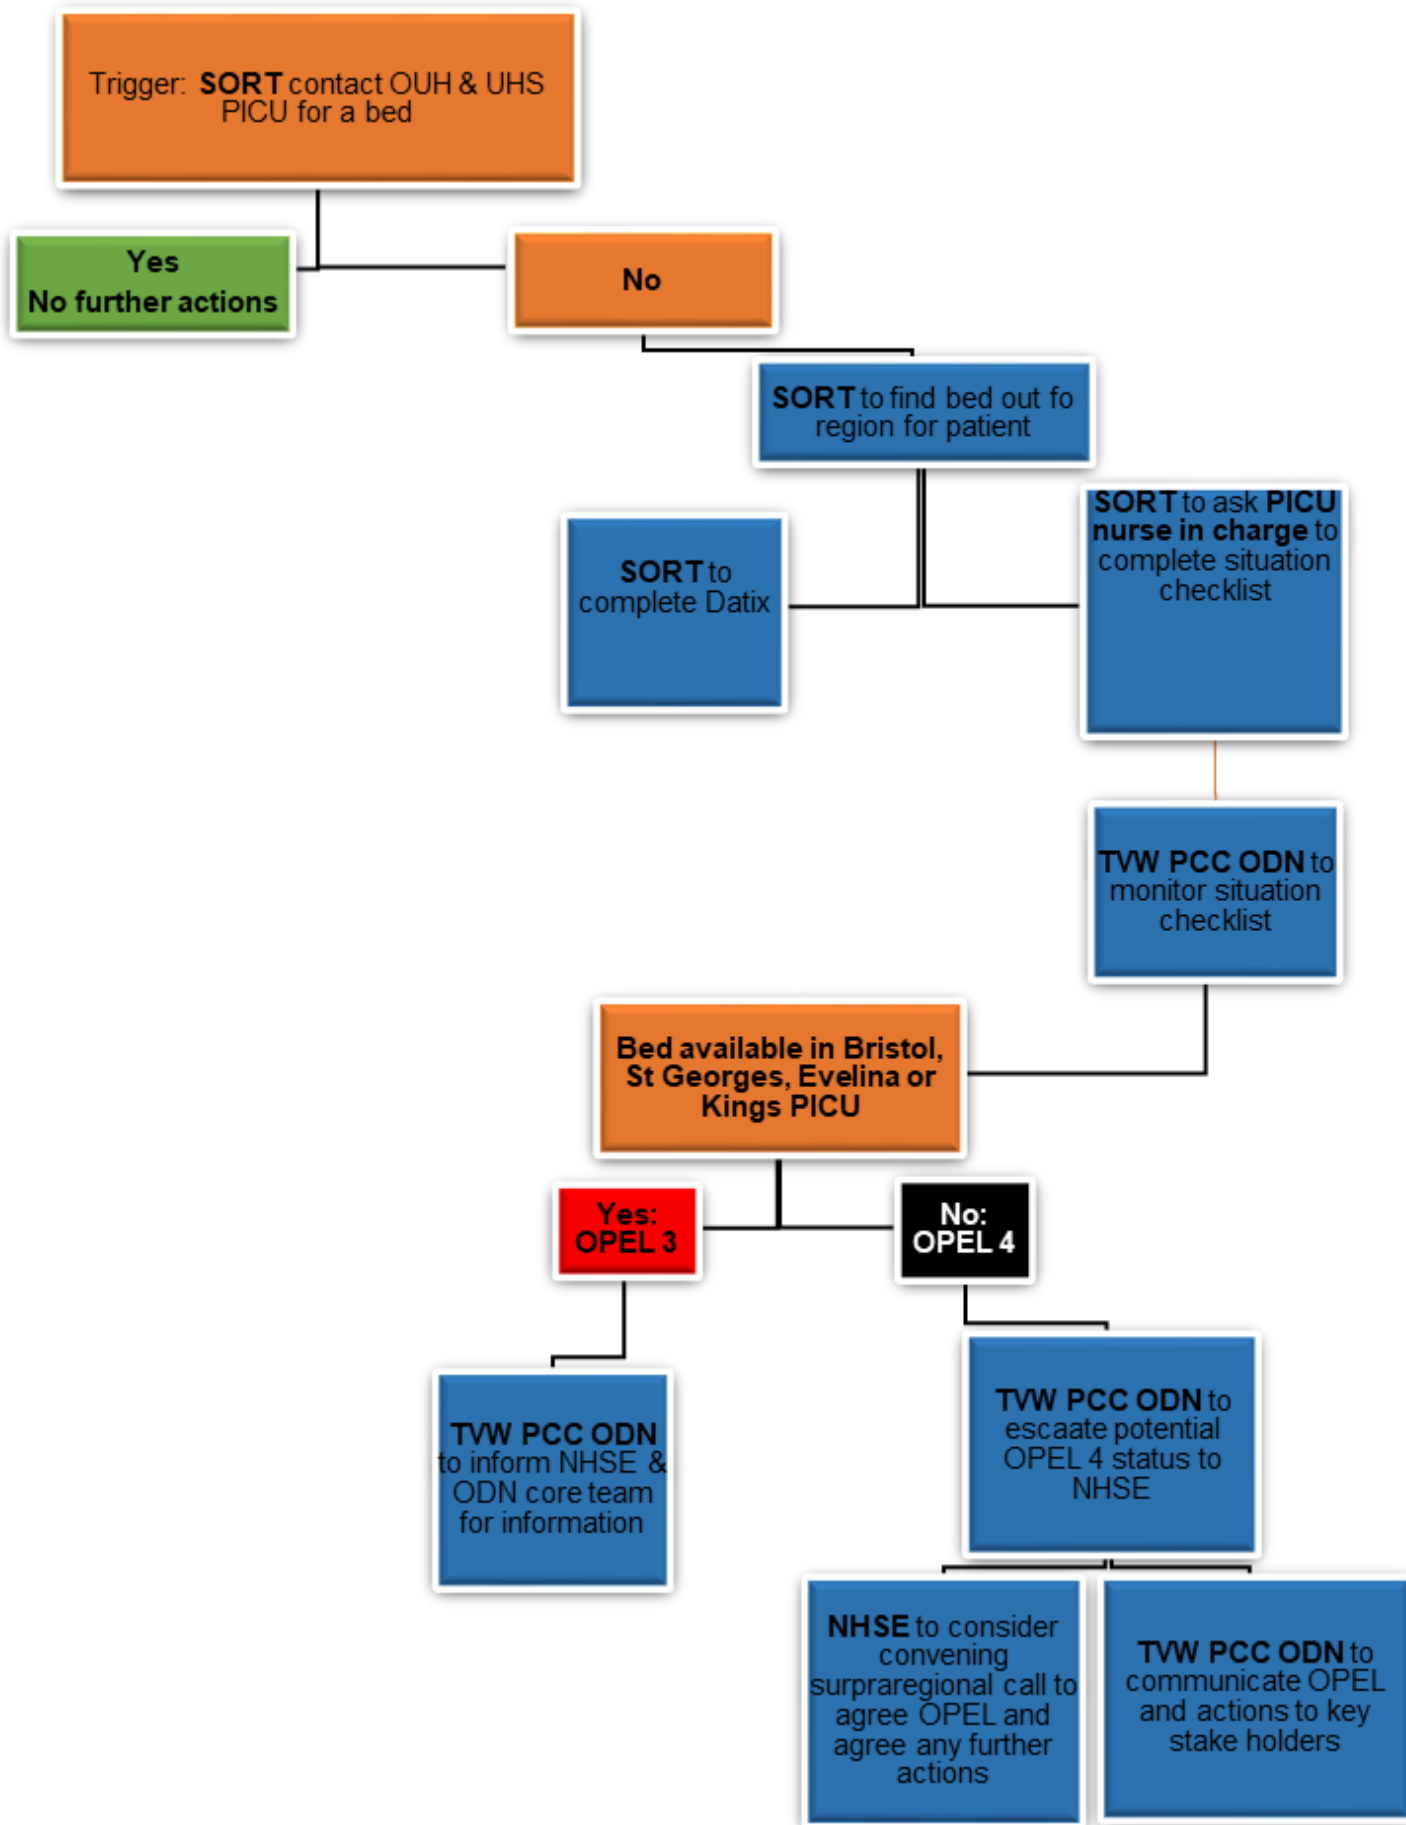 Trigger: SORT contact OUH & UHS
PICU for a bed
Yes
No further actions
No
SORT to find bed out fo
region for patient
SORT to
complete Datix
SORT to ask PICU
nurse in charge to
complete situation
checklist
TVW PCC ODN to
monitor situation
checklist
Bed available in Bristol,
St Georges, Evelina or
Kings PICU
Yes:
OPEL 3
No:
OPEL 4
TVW PCC ODN
to inform NHSE &
ODN core team
for information
TVW PCC ODN to
escaate potential
OPEL 4 status to
NHSE
NHSE to consider
convening
surpraregional call to
agree OPEL and
agree any further
actions
TVW PCC ODN to
communicate OPEL
and actions to key
stake holders